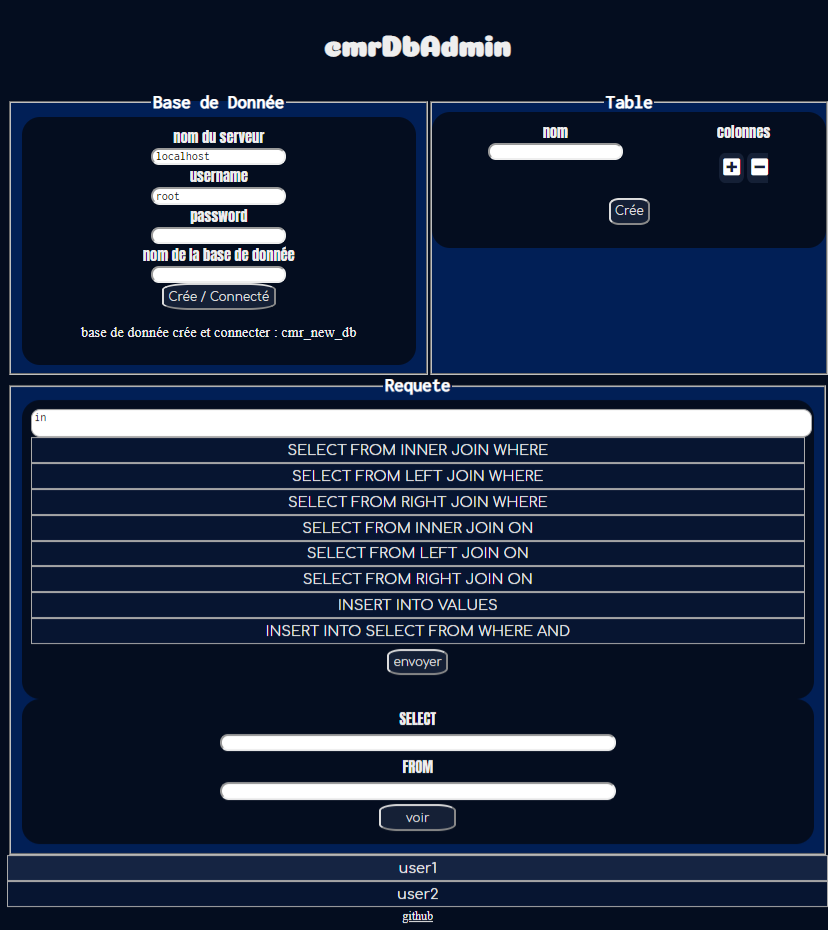 cmrDbAdmin
Base de Donnée
nom du serveur
localhost
username
root
password
nom de la base de donnée
Crée / Connecté
base de donnée crée et connecter : cmr_new_db
Table
nom
colonnes
Crée
Requete
in
SELECT FROM INNER JOIN WHERE
SELECT FROM LEFT JOIN WHERE
SELECT FROM RIGHT JOIN WHERE
SELECT FROM INNER JOIN ON
SELECT FROM LEFT JOIN ON
SELECT FROM RIGHT JOIN ON
INSERT INTO VALUES
INSERT INTO SELECT FROM WHERE AND
envoyer
SELECT
FROM
voir
user1
user2
github